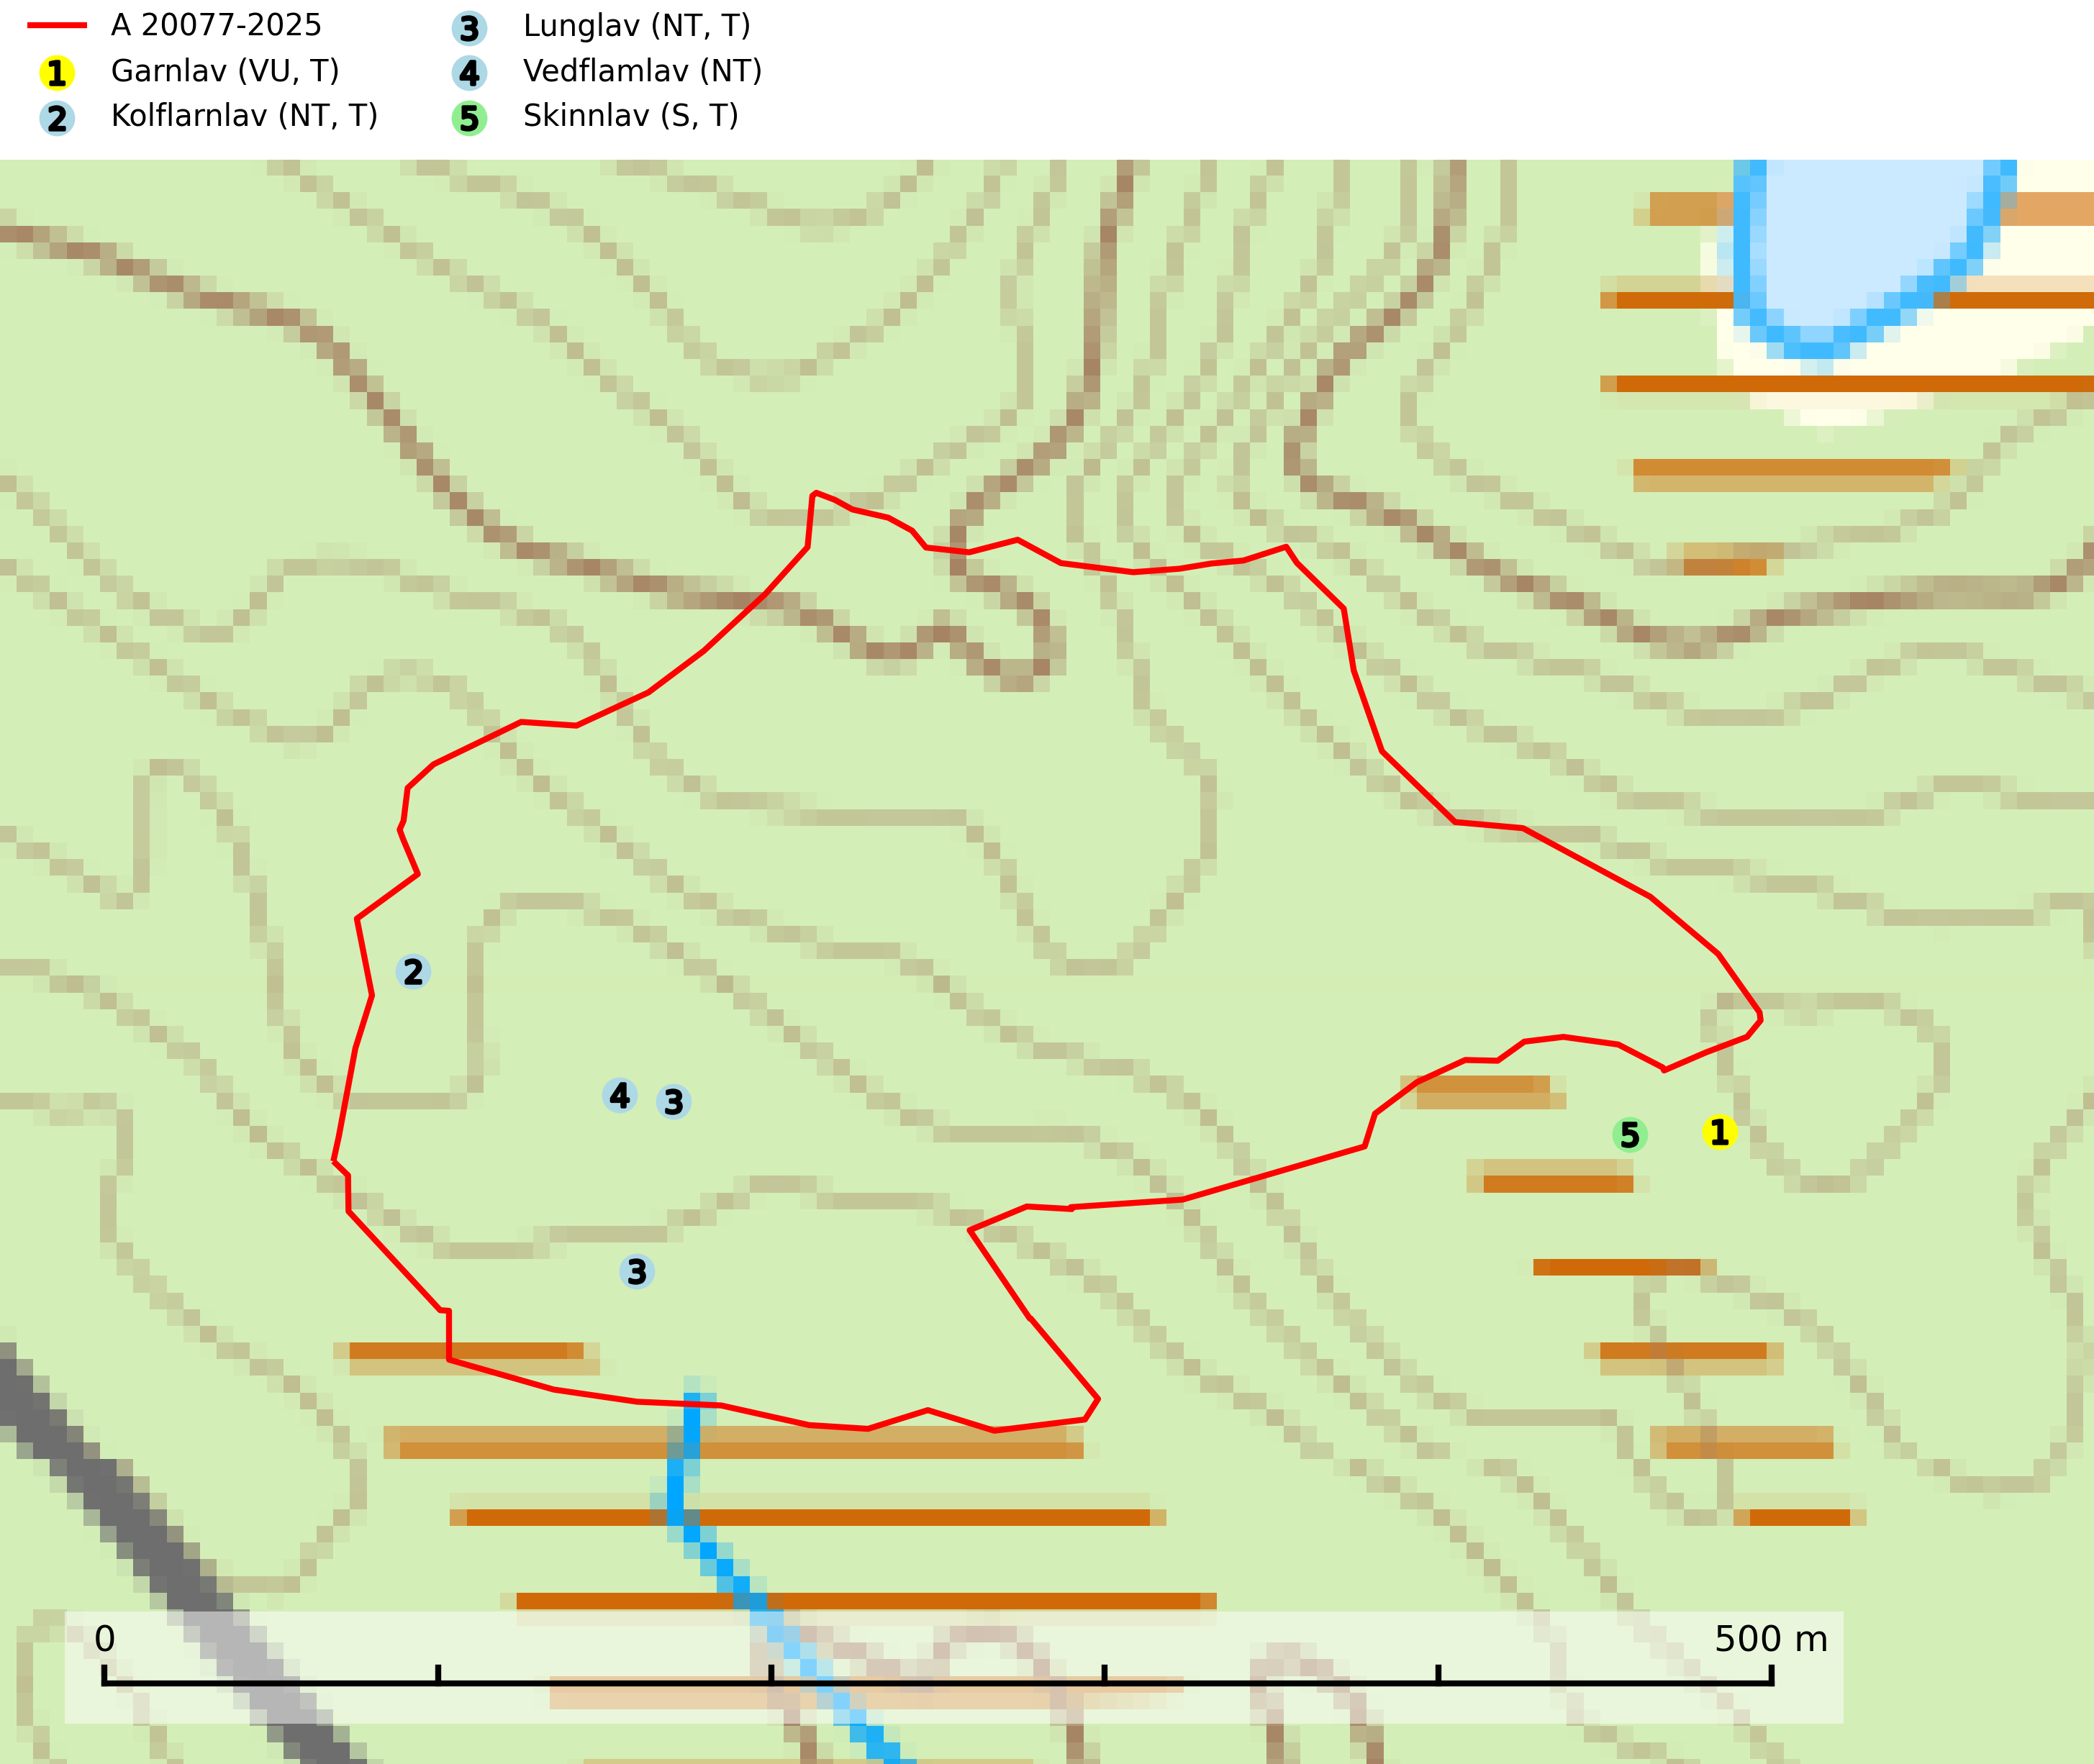 A 20077-2025
1 Garnlav (VU, T)
2 Kolflarnlav (NT, T)
3 Lunglav (NT, T)
4 Vedflamlav (NT)
5 Skinnlav (S, T)
2
4 3
5 1
3
0 500 m